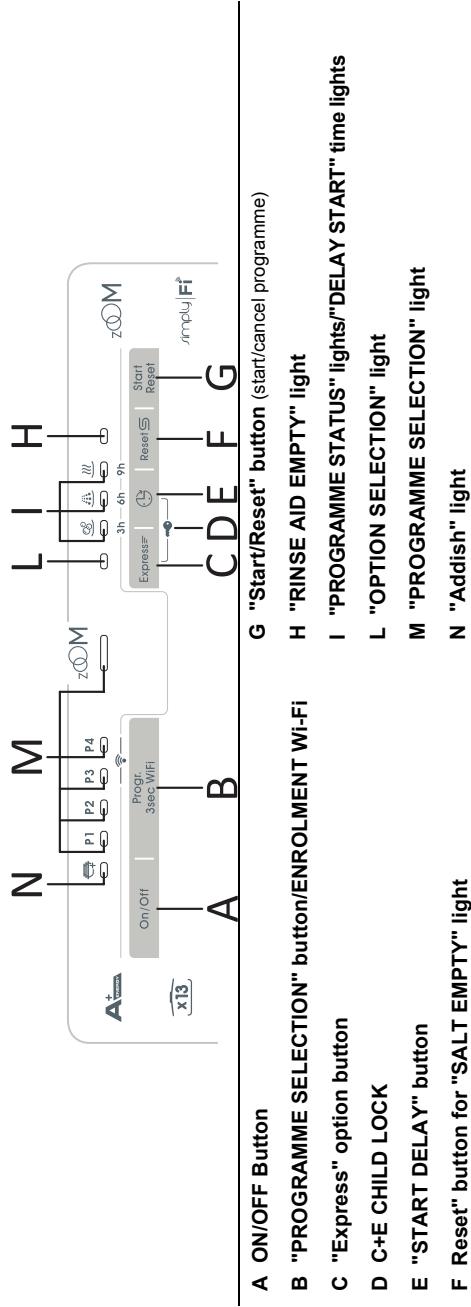 N
M
L
I
H
zOOM
zOOM
P1 P2 P3 P4
3h 6h 9h
A+
x13
On/Off
Progr.
3sec WiFi
Express
Reset S
Start
Reset
simply Fi
A
B
C D E
F
G
A ON/OFF Button
B "PROGRAMME SELECTION" button/ENROLMENT Wi-Fi
C "Express" option button
D C+E CHILD LOCK
E "START DELAY" button
F Reset" button for "SALT EMPTY" light
G "Start/Reset" button (start/cancel programme)
H "RINSE AID EMPTY" light
I "PROGRAMME STATUS" lights/"DELAY START" time lights
L "OPTION SELECTION" light
M "PROGRAMME SELECTION" light
N "Addish" light